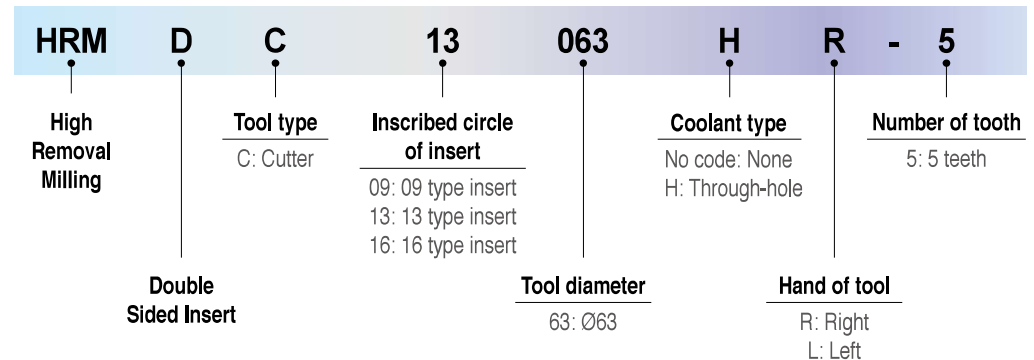 HRM D C 13 063 H R - 5
High
Removal
Milling
Double
Sided Insert
Tool type
C: Cutter
Inscribed circle
of insert
09: 09 type insert
13: 13 type insert
16: 16 type insert
Tool diameter
63: Ø63
Coolant type
No code: None
H: Through-hole
Hand of tool
R: Right
L: Left
Number of tooth
5: 5 teeth